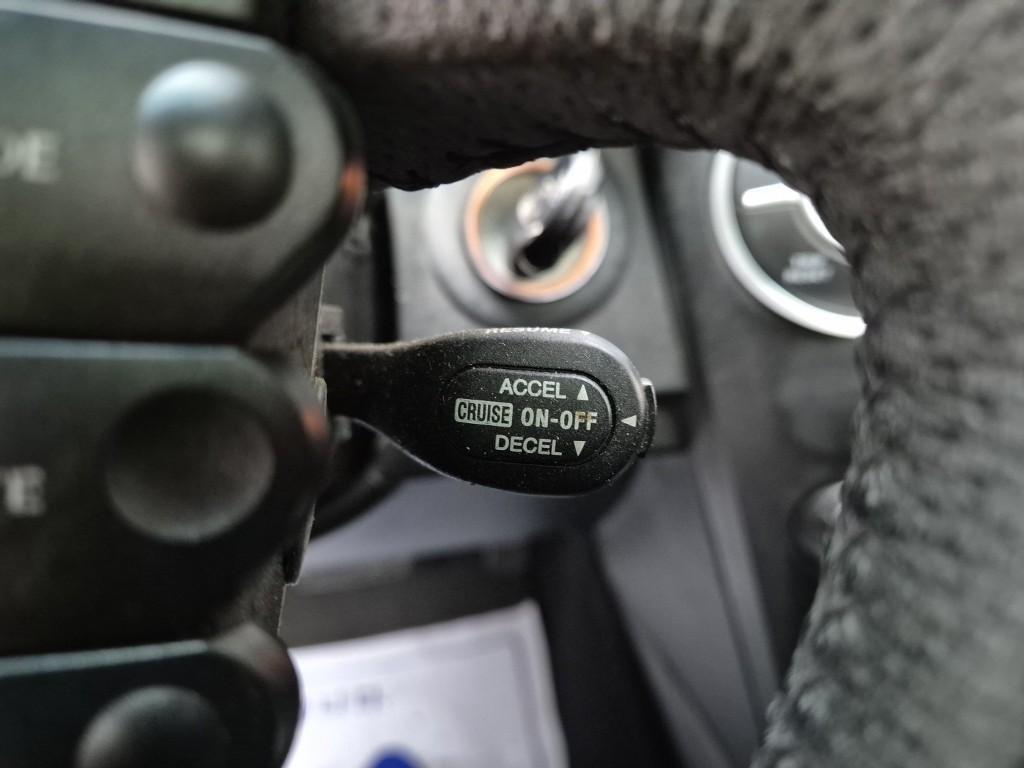 RESUME
ACCEL ▲
CRUISE ON-OFF ◀
DECEL ▼